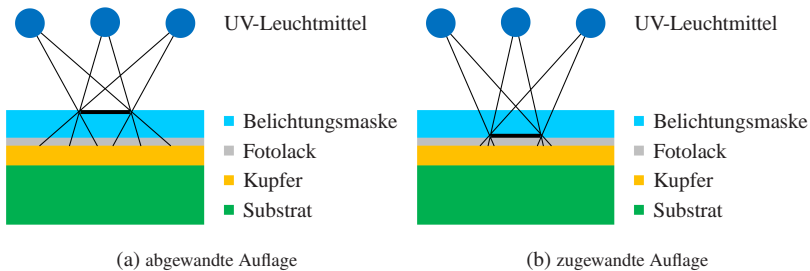 UV-Leuchtmittel
Belichtungsmaske
Fotolack
Kupfer
Substrat
(a) abgewandte Auflage
UV-Leuchtmittel
Belichtungsmaske
Fotolack
Kupfer
Substrat
(b) zugewandte Auflage